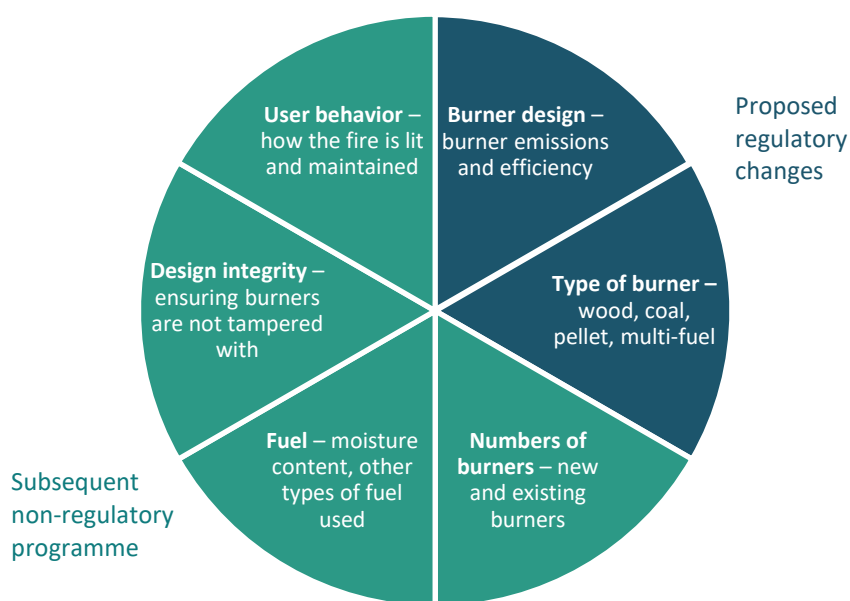 User behavior –
how the fire is lit
and maintained
Burner design –
burner emissions
and efficiency
Proposed
regulatory
changes
Design integrity –
ensuring burners
are not tampered
with
Type of burner –
wood, coal,
pellet, multi-fuel
Fuel – moisture
content, other
types of fuel
used
Numbers of
burners – new
and existing
burners
Subsequent
non-regulatory
programme